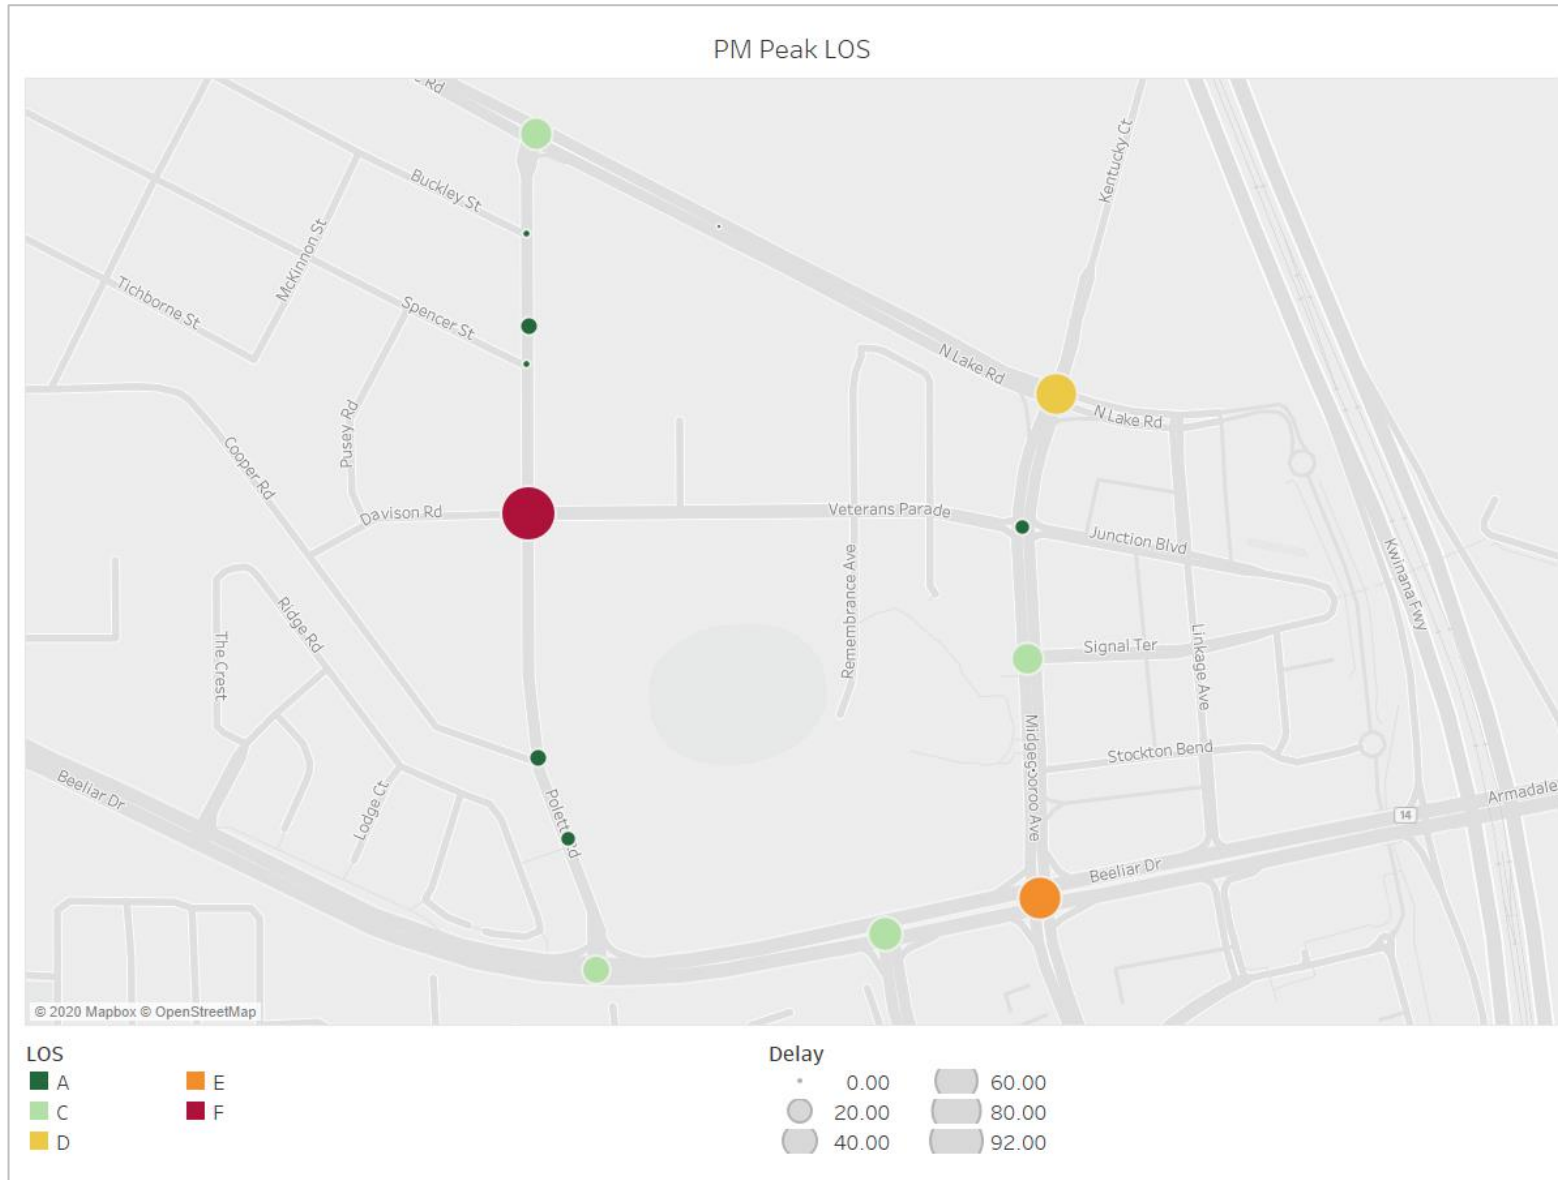 PM Peak LOS
e Rd
Buckley St
Kentucky Ct
McKinnon St
Tichborne St
Spencer St
N Lake Rd
N Lake Rd
Pusey Rd
Cooper Rd
Davison Rd
Veterans Parade
Junction Blvd
Kwinana Fwy
Remembrance Ave
Ridge Rd
The Crest
Signal Ter
Linkage Ave
Stockton Bend
Beeliar Dr
Lodge Ct
Rd
Ave
Armadale
14
Beeliar Dr
© 2020 Mapbox © OpenStreetMap
LOS
A
C
D
E
F
Delay
0.00
20.00
40.00
60.00
80.00
92.00